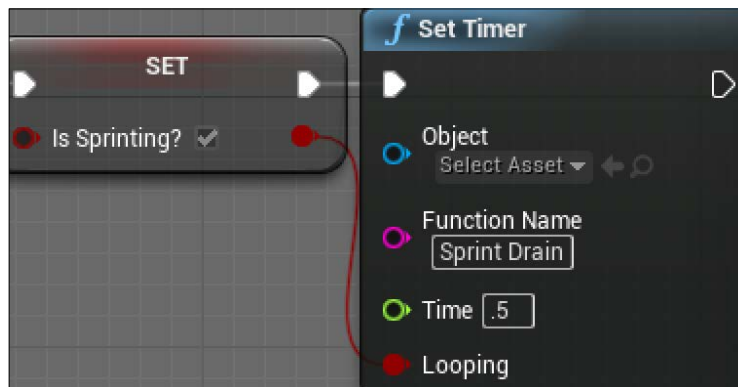 SET
Is Sprinting?
f Set Timer
Object
Select Asset
Function Name
Sprint Drain
Time .5
Looping